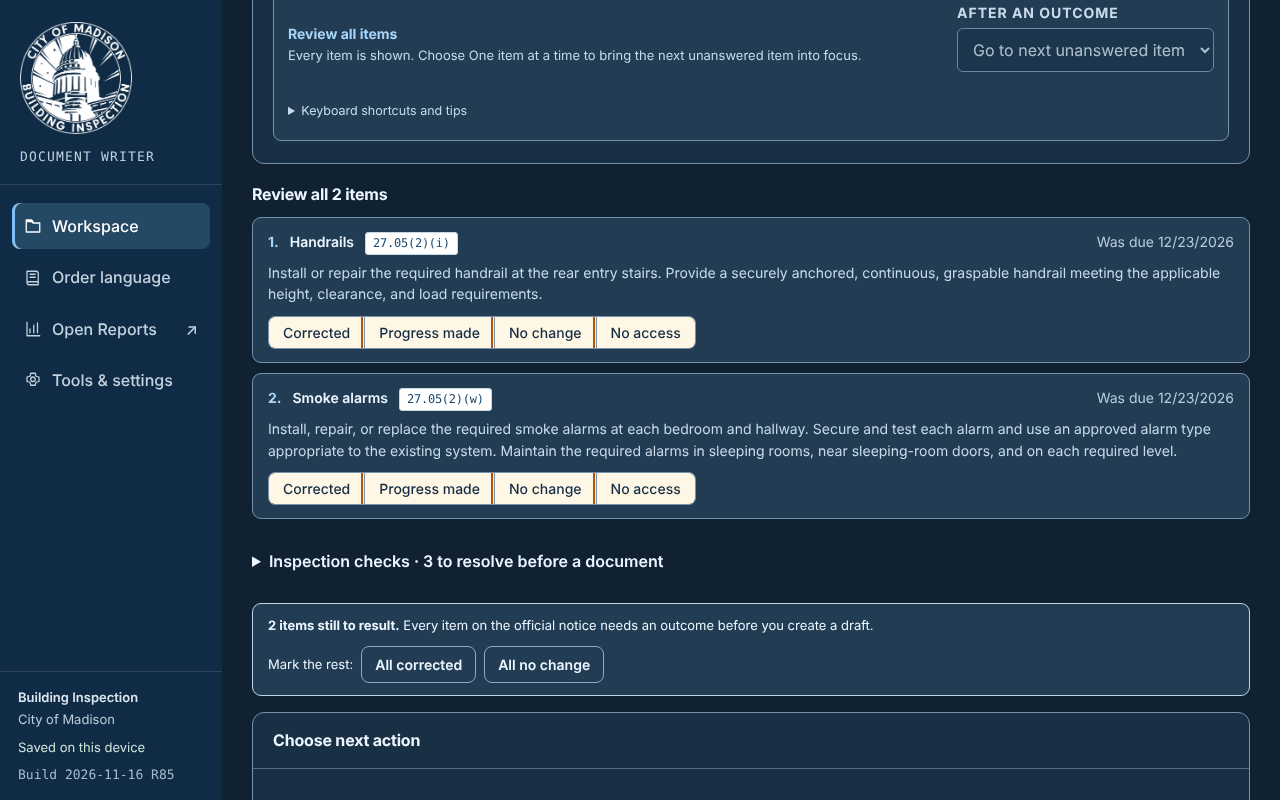 CITY OF MADISON
BUILDING INSPECTION
DOCUMENT WRITER
Workspace
Order language
Open Reports
Tools & settings
Building Inspection
City of Madison
Saved on this device
Build 2026-11-16 R85
AFTER AN OUTCOME
Review all items
Every item is shown. Choose One item at a time to bring the next unanswered item into focus.
Go to next unanswered item
Keyboard shortcuts and tips
Review all 2 items
1. Handrails 27.05(2)(i) Was due 12/23/2026
Install or repair the required handrail at the rear entry stairs. Provide a securely anchored, continuous, graspable handrail meeting the applicable
height, clearance, and load requirements.
Corrected Progress made No change No access
2. Smoke alarms 27.05(2)(w) Was due 12/23/2026
Install, repair, or replace the required smoke alarms at each bedroom and hallway. Secure and test each alarm and use an approved alarm type
appropriate to the existing system. Maintain the required alarms in sleeping rooms, near sleeping-room doors, and on each required level.
Corrected Progress made No change No access
Inspection checks · 3 to resolve before a document
2 items still to result. Every item on the official notice needs an outcome before you create a draft.
Mark the rest: All corrected All no change
Choose next action